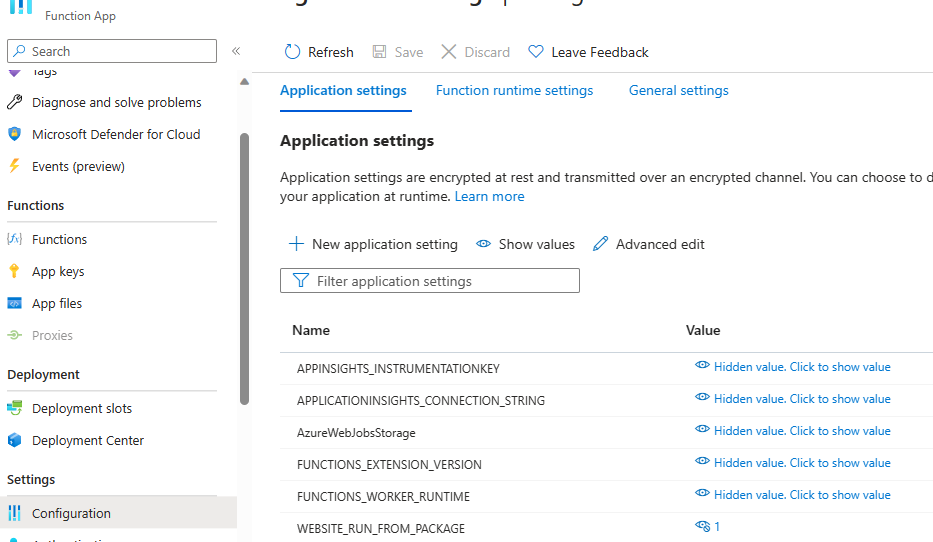 Function App
Search
«
Refresh
Save
Discard
Leave Feedback
Tags
Diagnose and solve problems
Microsoft Defender for Cloud
Events (preview)
Functions
Functions
App keys
App files
Proxies
Deployment
Deployment slots
Deployment Center
Settings
Configuration
Application settings
Function runtime settings
General settings
Application settings
Application settings are encrypted at rest and transmitted over an encrypted channel. You can choose to
your application at runtime. Learn more
New application setting
Show values
Advanced edit
Filter application settings
Name Value
APPINSIGHTS_INSTRUMENTATIONKEY Hidden value. Click to show value
APPLICATIONINSIGHTS_CONNECTION_STRING Hidden value. Click to show value
AzureWebJobsStorage Hidden value. Click to show value
FUNCTIONS_EXTENSION_VERSION Hidden value. Click to show value
FUNCTIONS_WORKER_RUNTIME Hidden value. Click to show value
WEBSITE_RUN_FROM_PACKAGE 1